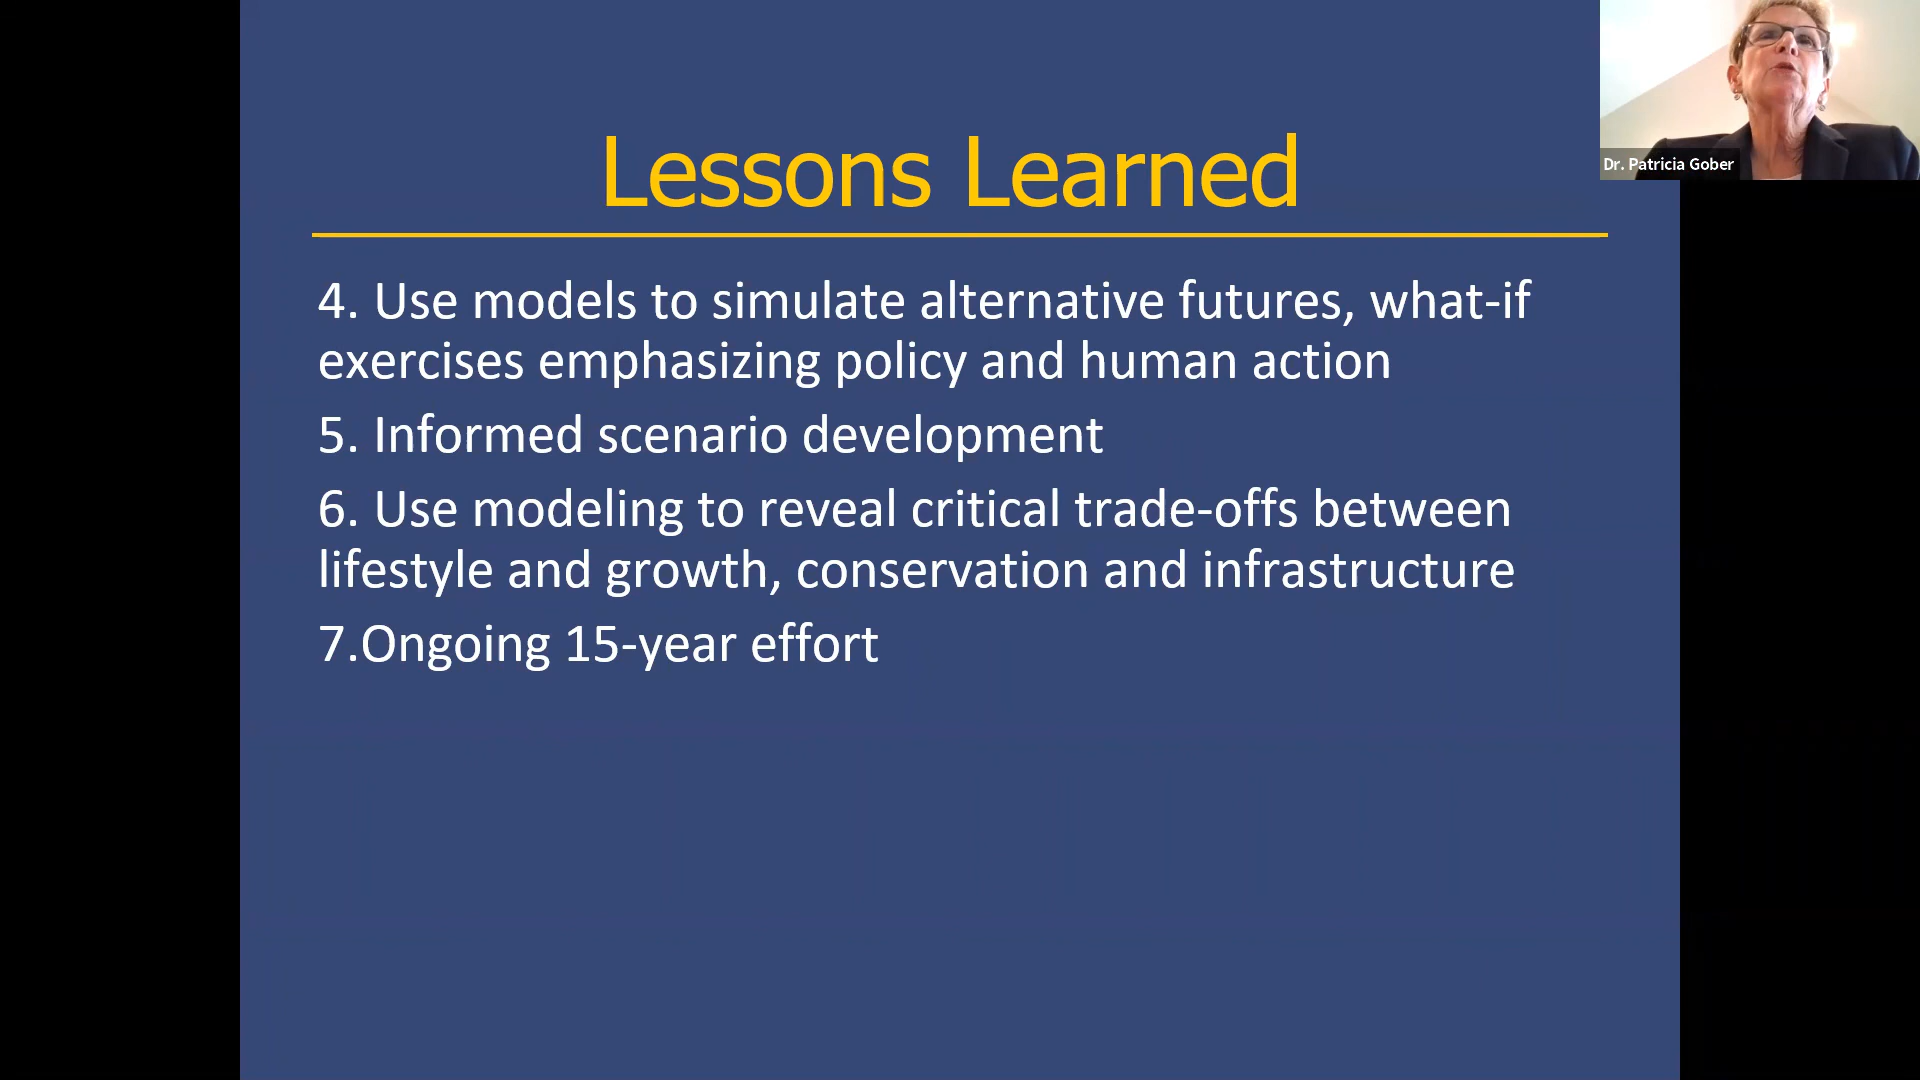 Lessons Learned
4. Use models to simulate alternative futures, what-if
exercises emphasizing policy and human action
5. Informed scenario development
6. Use modeling to reveal critical trade-offs between
lifestyle and growth, conservation and infrastructure
7.Ongoing 15-year effort
Dr. Patricia Gober